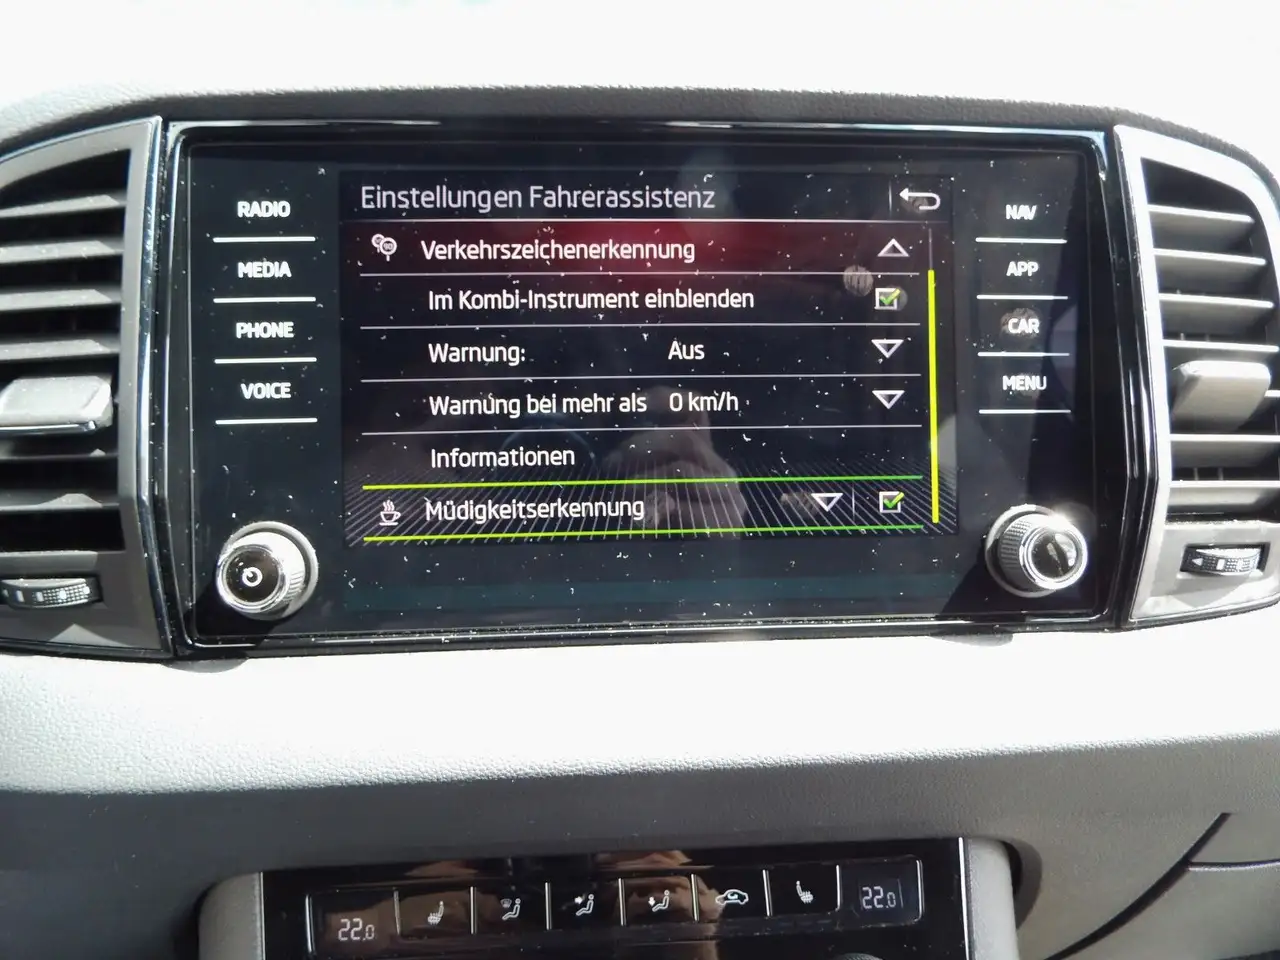 RADIO
MEDIA
PHONE
VOICE
Einstellungen Fahrerassistenz
Verkehrszeichenerkennung
Im Kombi-Instrument einblenden
Warnung: Aus
Warnung bei mehr als 0 km/h
Informationen
Müdigkeitserkennung
NAV
APP
CAR
MENU
22.0
22.0